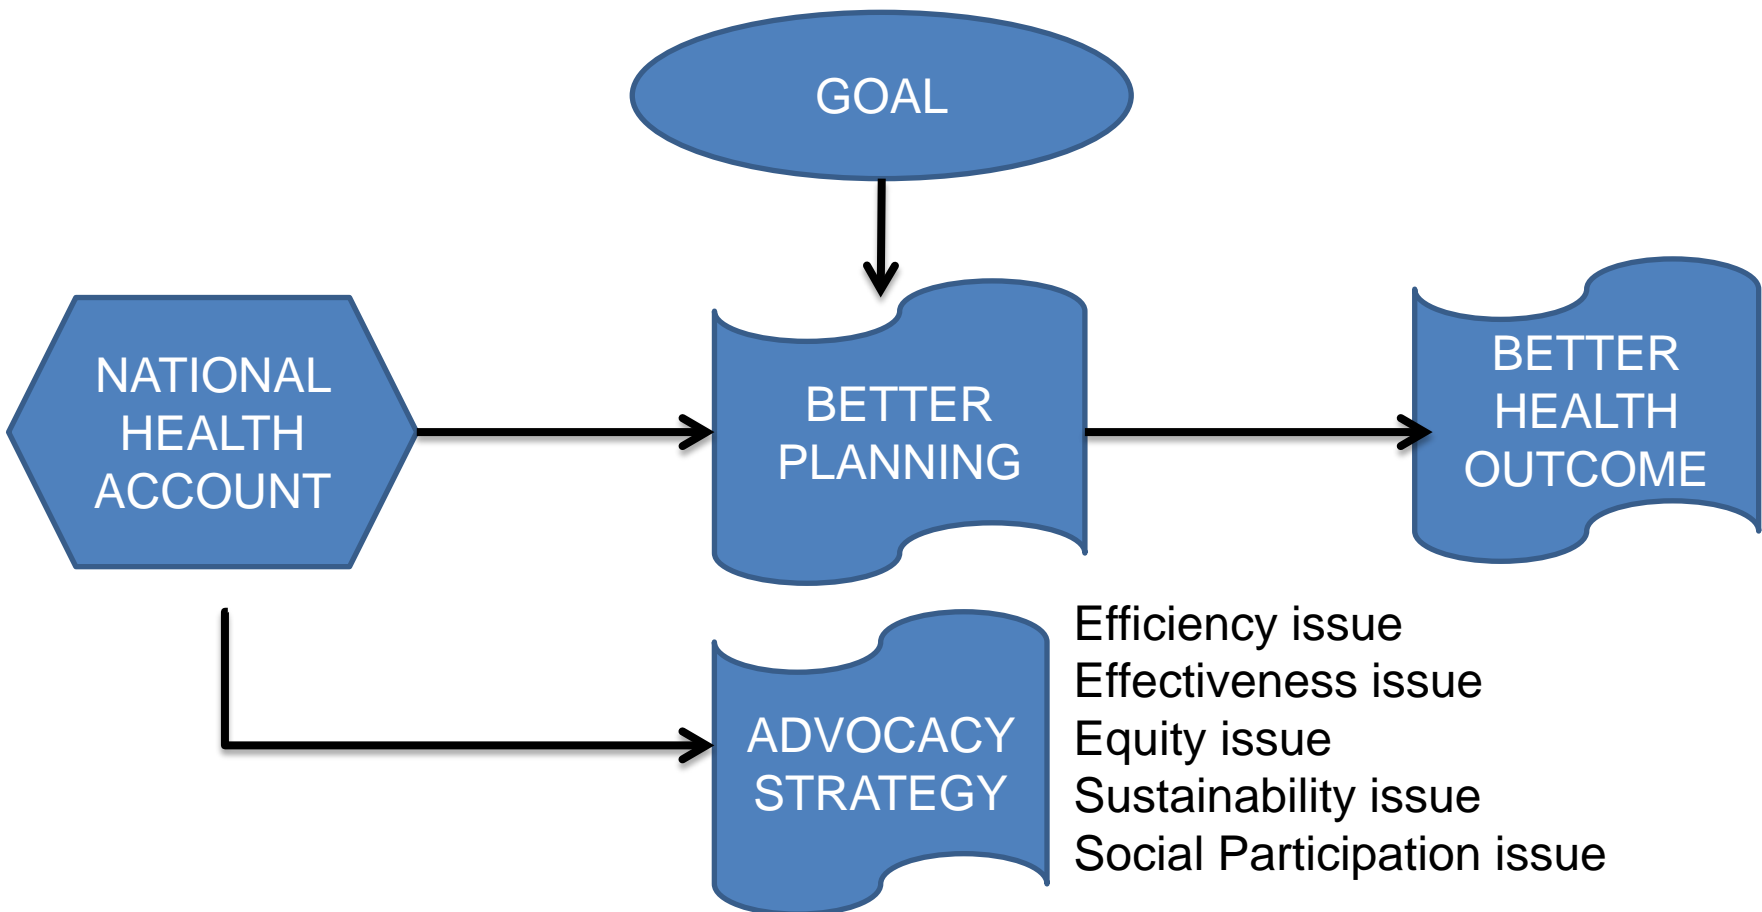 GOAL
NATIONAL
HEALTH
ACCOUNT
BETTER
PLANNING
BETTER
HEALTH
OUTCOME
ADVOCACY
STRATEGY
Efficiency issue
Effectiveness issue
Equity issue
Sustainability issue
Social Participation issue